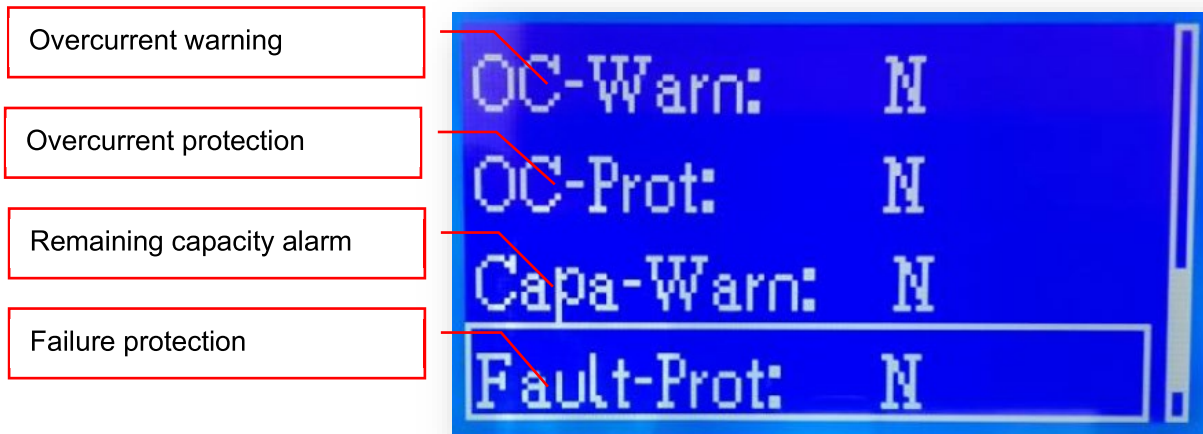 Overcurrent warning
OC-Warn: N
Overcurrent protection
OC-Prot: N
Remaining capacity alarm
Capa-Warn: N
Failure protection
Fault-Prot: N